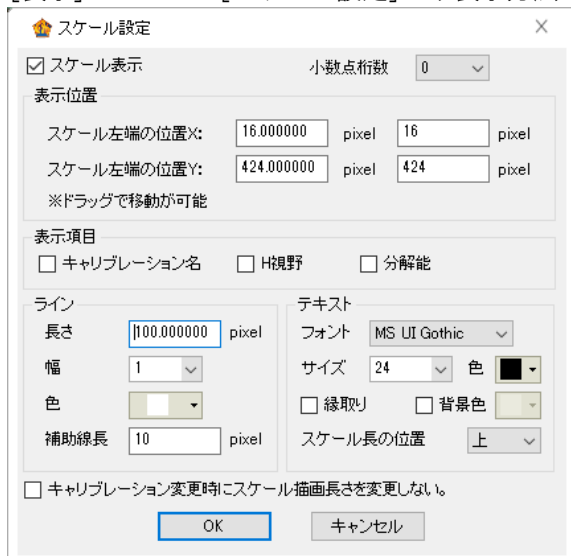 スケール設定
スケール表示 小数点桁数 0
表示位置
スケール左端の位置X: 16.000000 pixel 16 pixel
スケール左端の位置Y: 424.000000 pixel 424 pixel
※ドラッグで移動が可能
表示項目
キャリブレーション名 H視野 分解能
ライン
長さ 100.000000 pixel
幅 1
色
補助線長 10 pixel
テキスト
フォント MS UI Gothic
サイズ 24 色
縁取り 背景色
スケール長の位置 上
キャリブレーション変更時にスケール描画長さを変更しない。
OK キャンセル